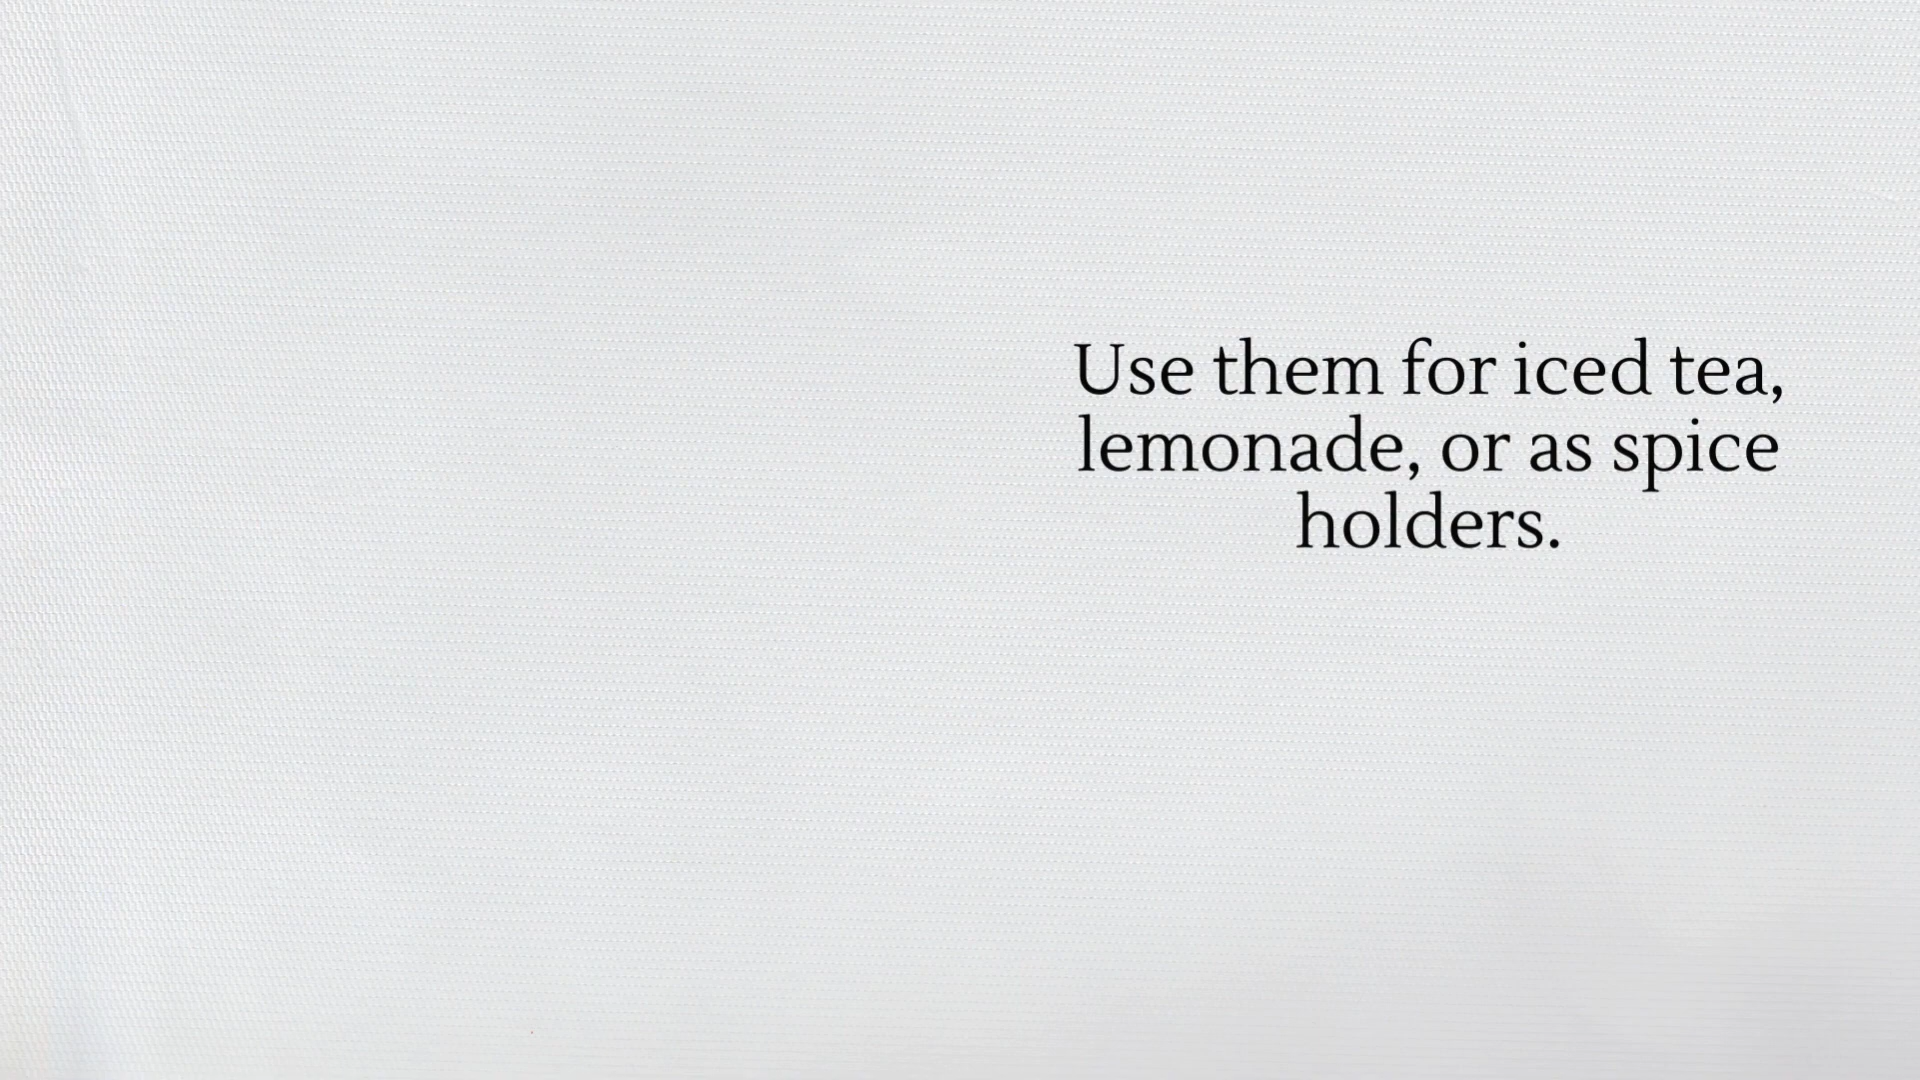 Use them for iced tea,
lemonade, or as spice
holders.